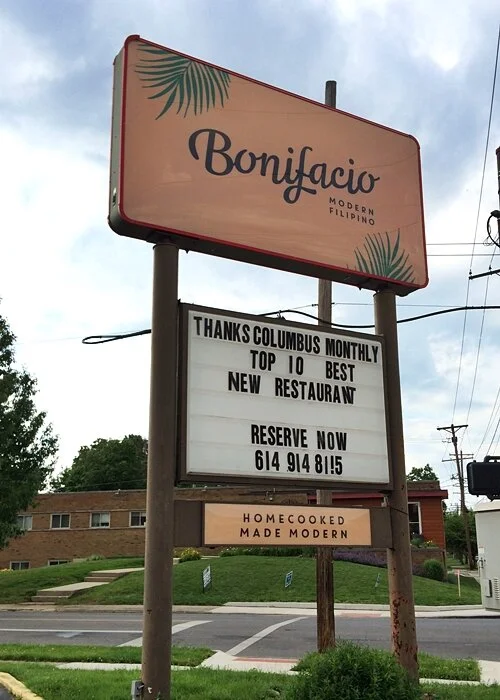 Bonifacio
MODERN
FILIPINO
THANKS COLUMBUS MONTHLY
TOP 10 BEST
NEW RESTAURANT
RESERVE NOW
614 914 8115
HOMECOOKED
MADE MODERN